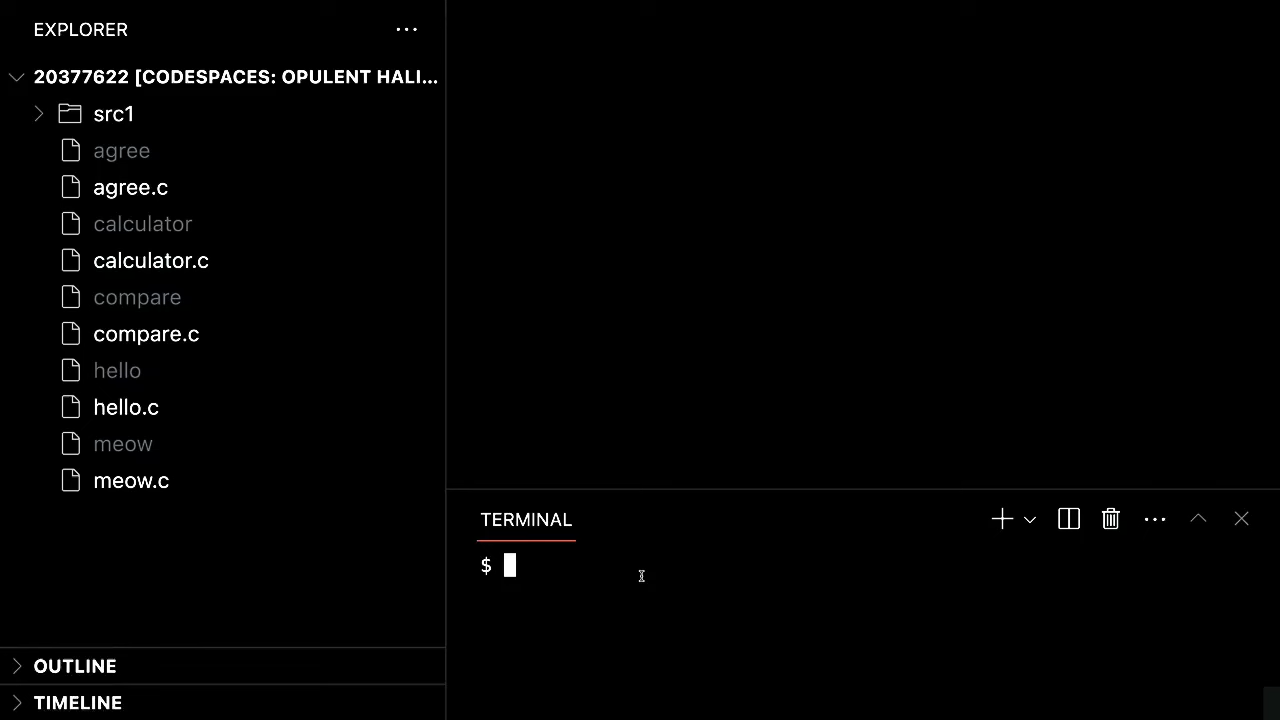 EXPLORER
20377622 [CODESPACES: OPULENT HALI...
src1
agree
agree.c
calculator
calculator.c
compare
compare.c
hello
hello.c
meow
meow.c
OUTLINE
TIMELINE
TERMINAL
$